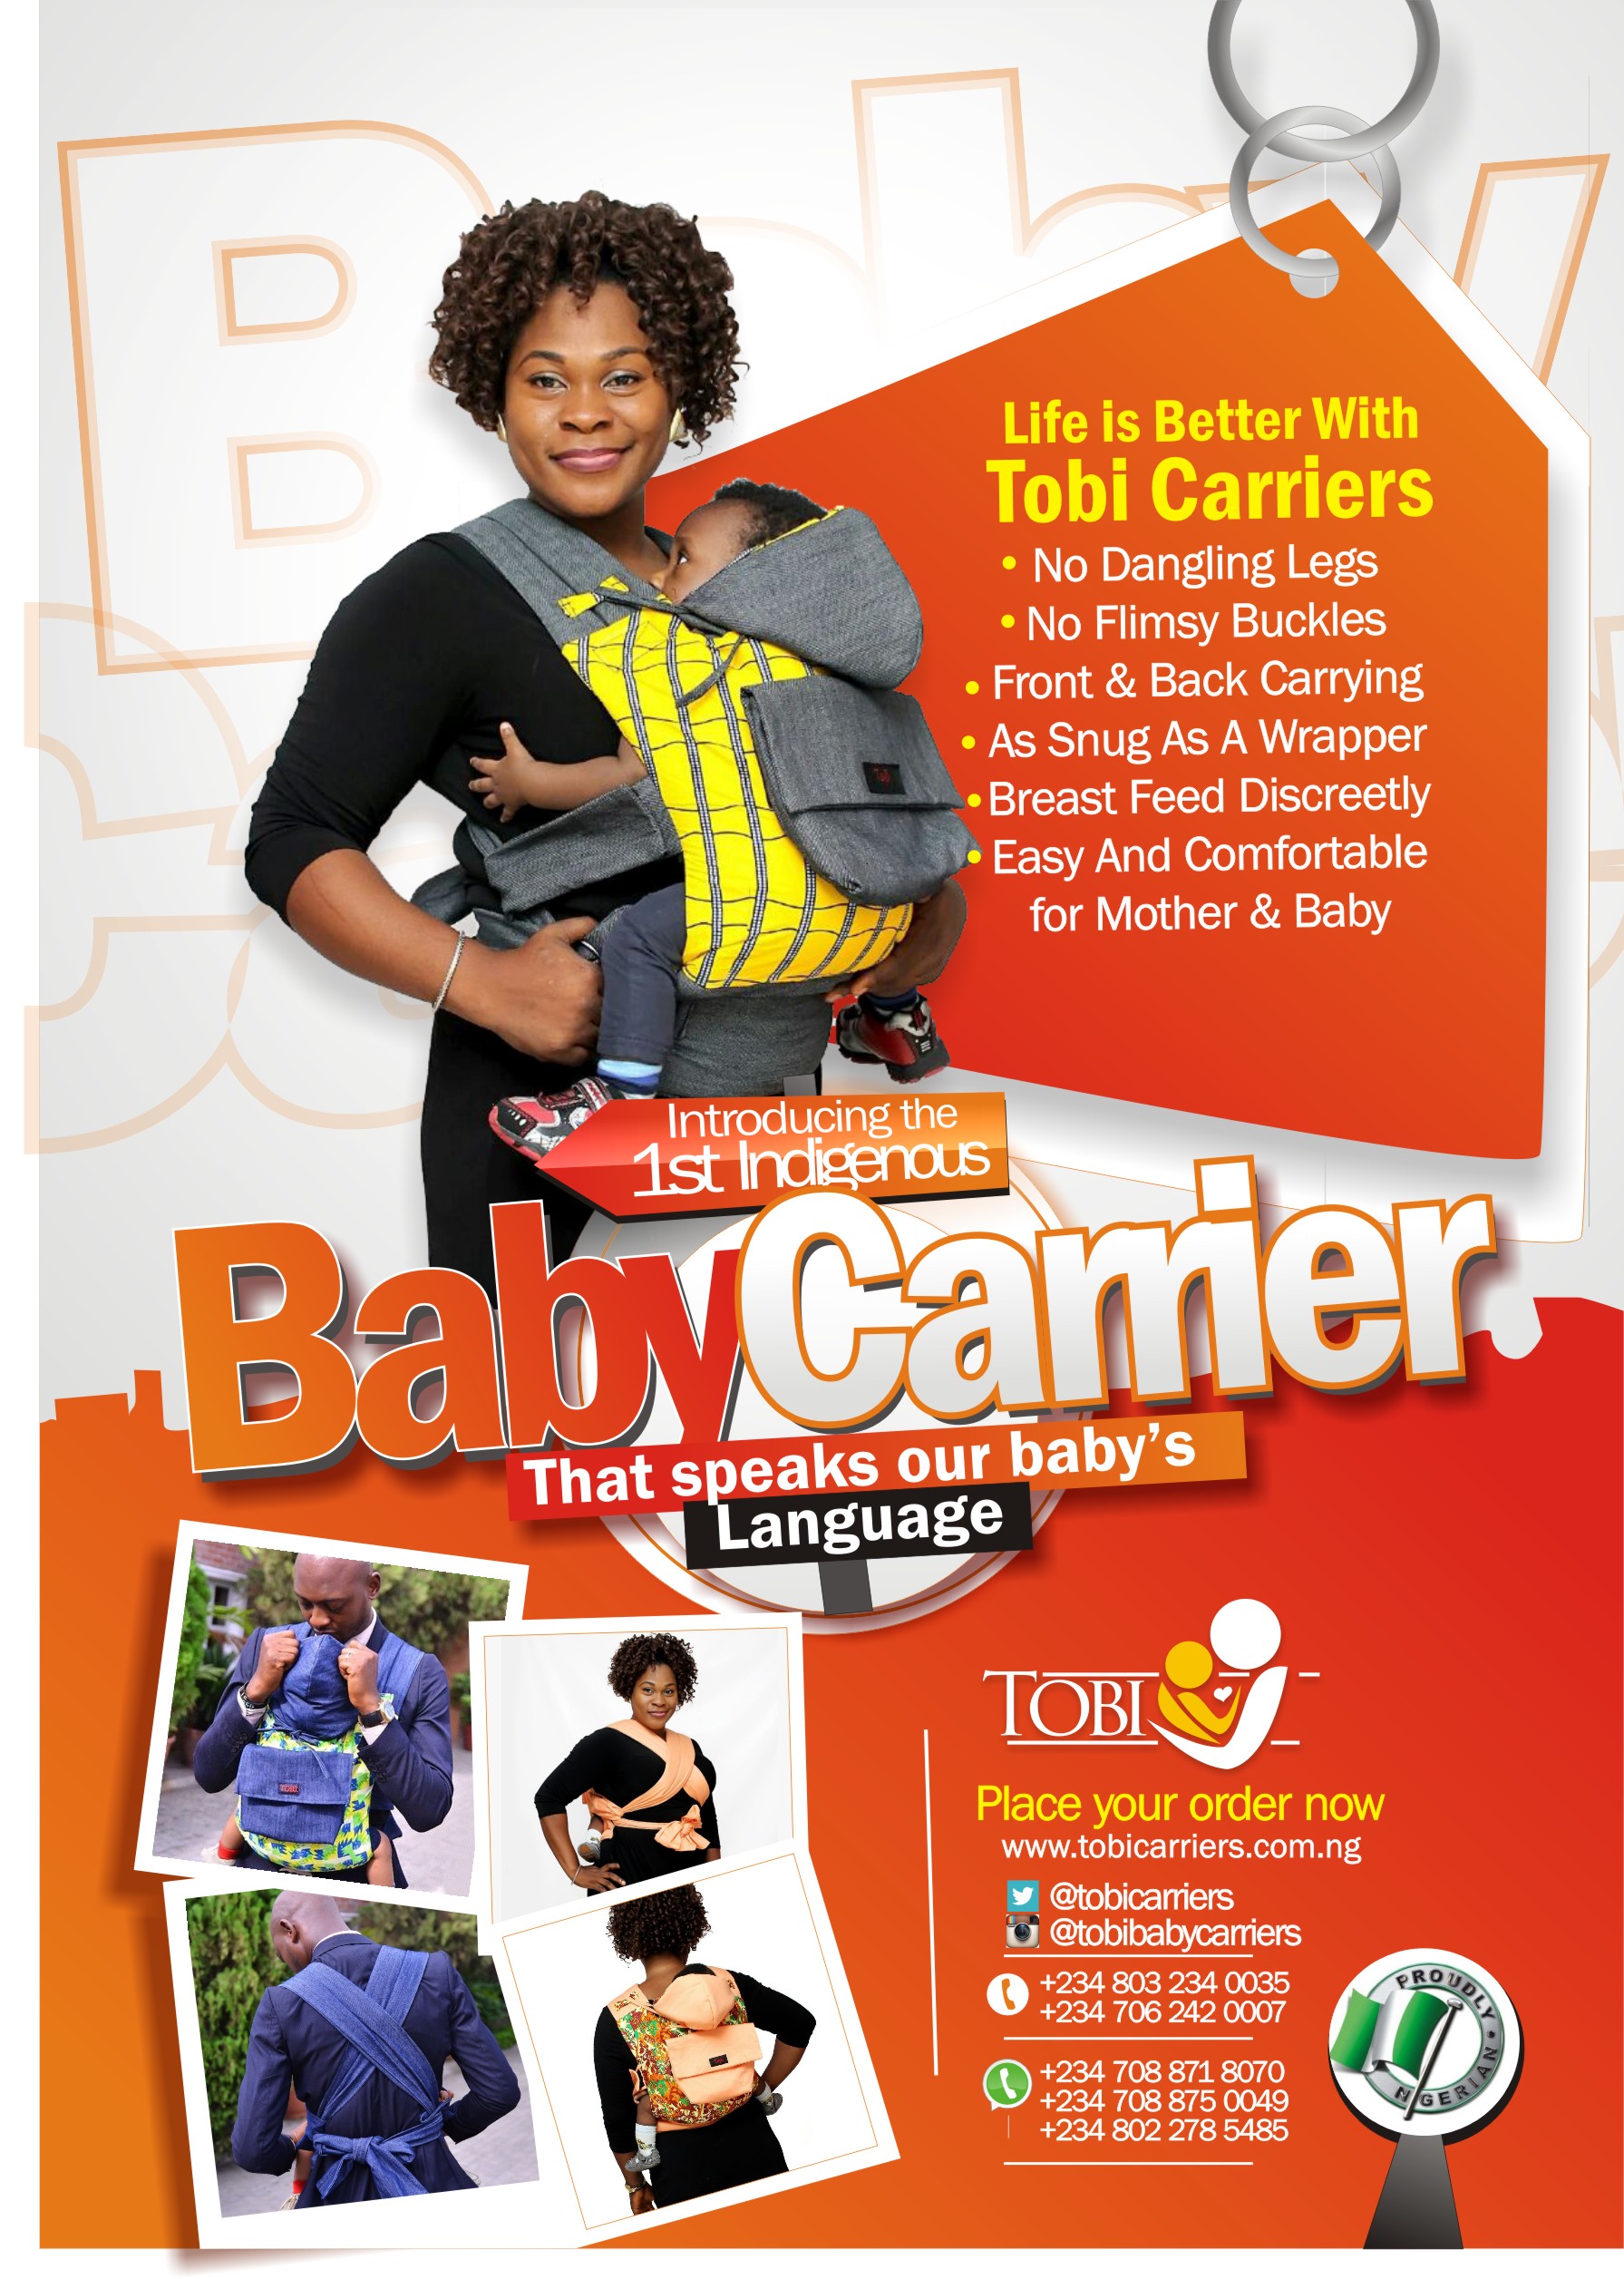 Baby
Life is Better With
Tobi Carriers
• No Dangling Legs
• No Flimsy Buckles
• Front & Back Carrying
• As Snug As A Wrapper
• Breast Feed Discreetly
• Easy And Comfortable
for Mother & Baby
Introducing the
1st Indigenous
Baby Carrier
That speaks our baby's
Language
TOBI
Place your order now
www.tobicarriers.com.ng
@tobicarriers
@tobibabycarriers
+234 803 234 0035
+234 706 242 0007
+234 708 871 8070
+234 708 875 0049
+234 802 278 5485
PROUDLY
NIGERIAN